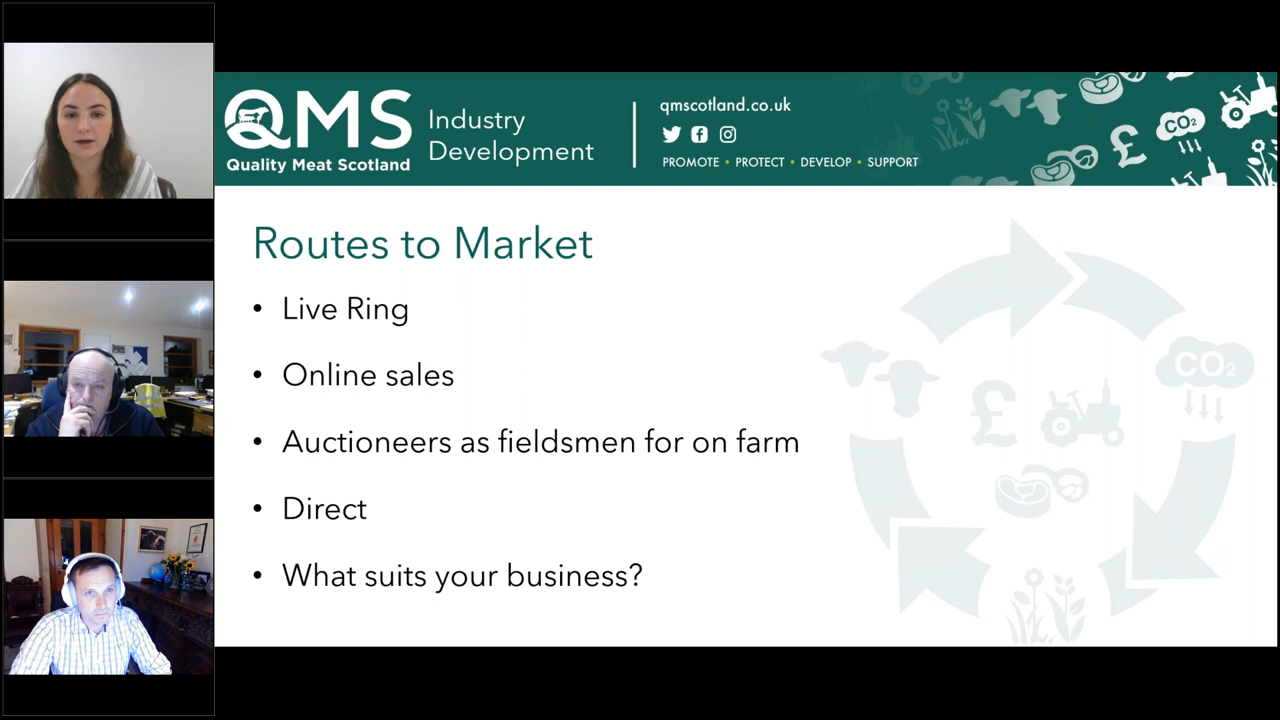 QMS
Quality Meat Scotland
Industry
Development
qmscotland.co.uk
PROMOTE • PROTECT • DEVELOP • SUPPORT
£
CO₂
Routes to Market
• Live Ring
• Online sales
• Auctioneers as fieldsmen for on farm
• Direct
• What suits your business?
CO₂
£